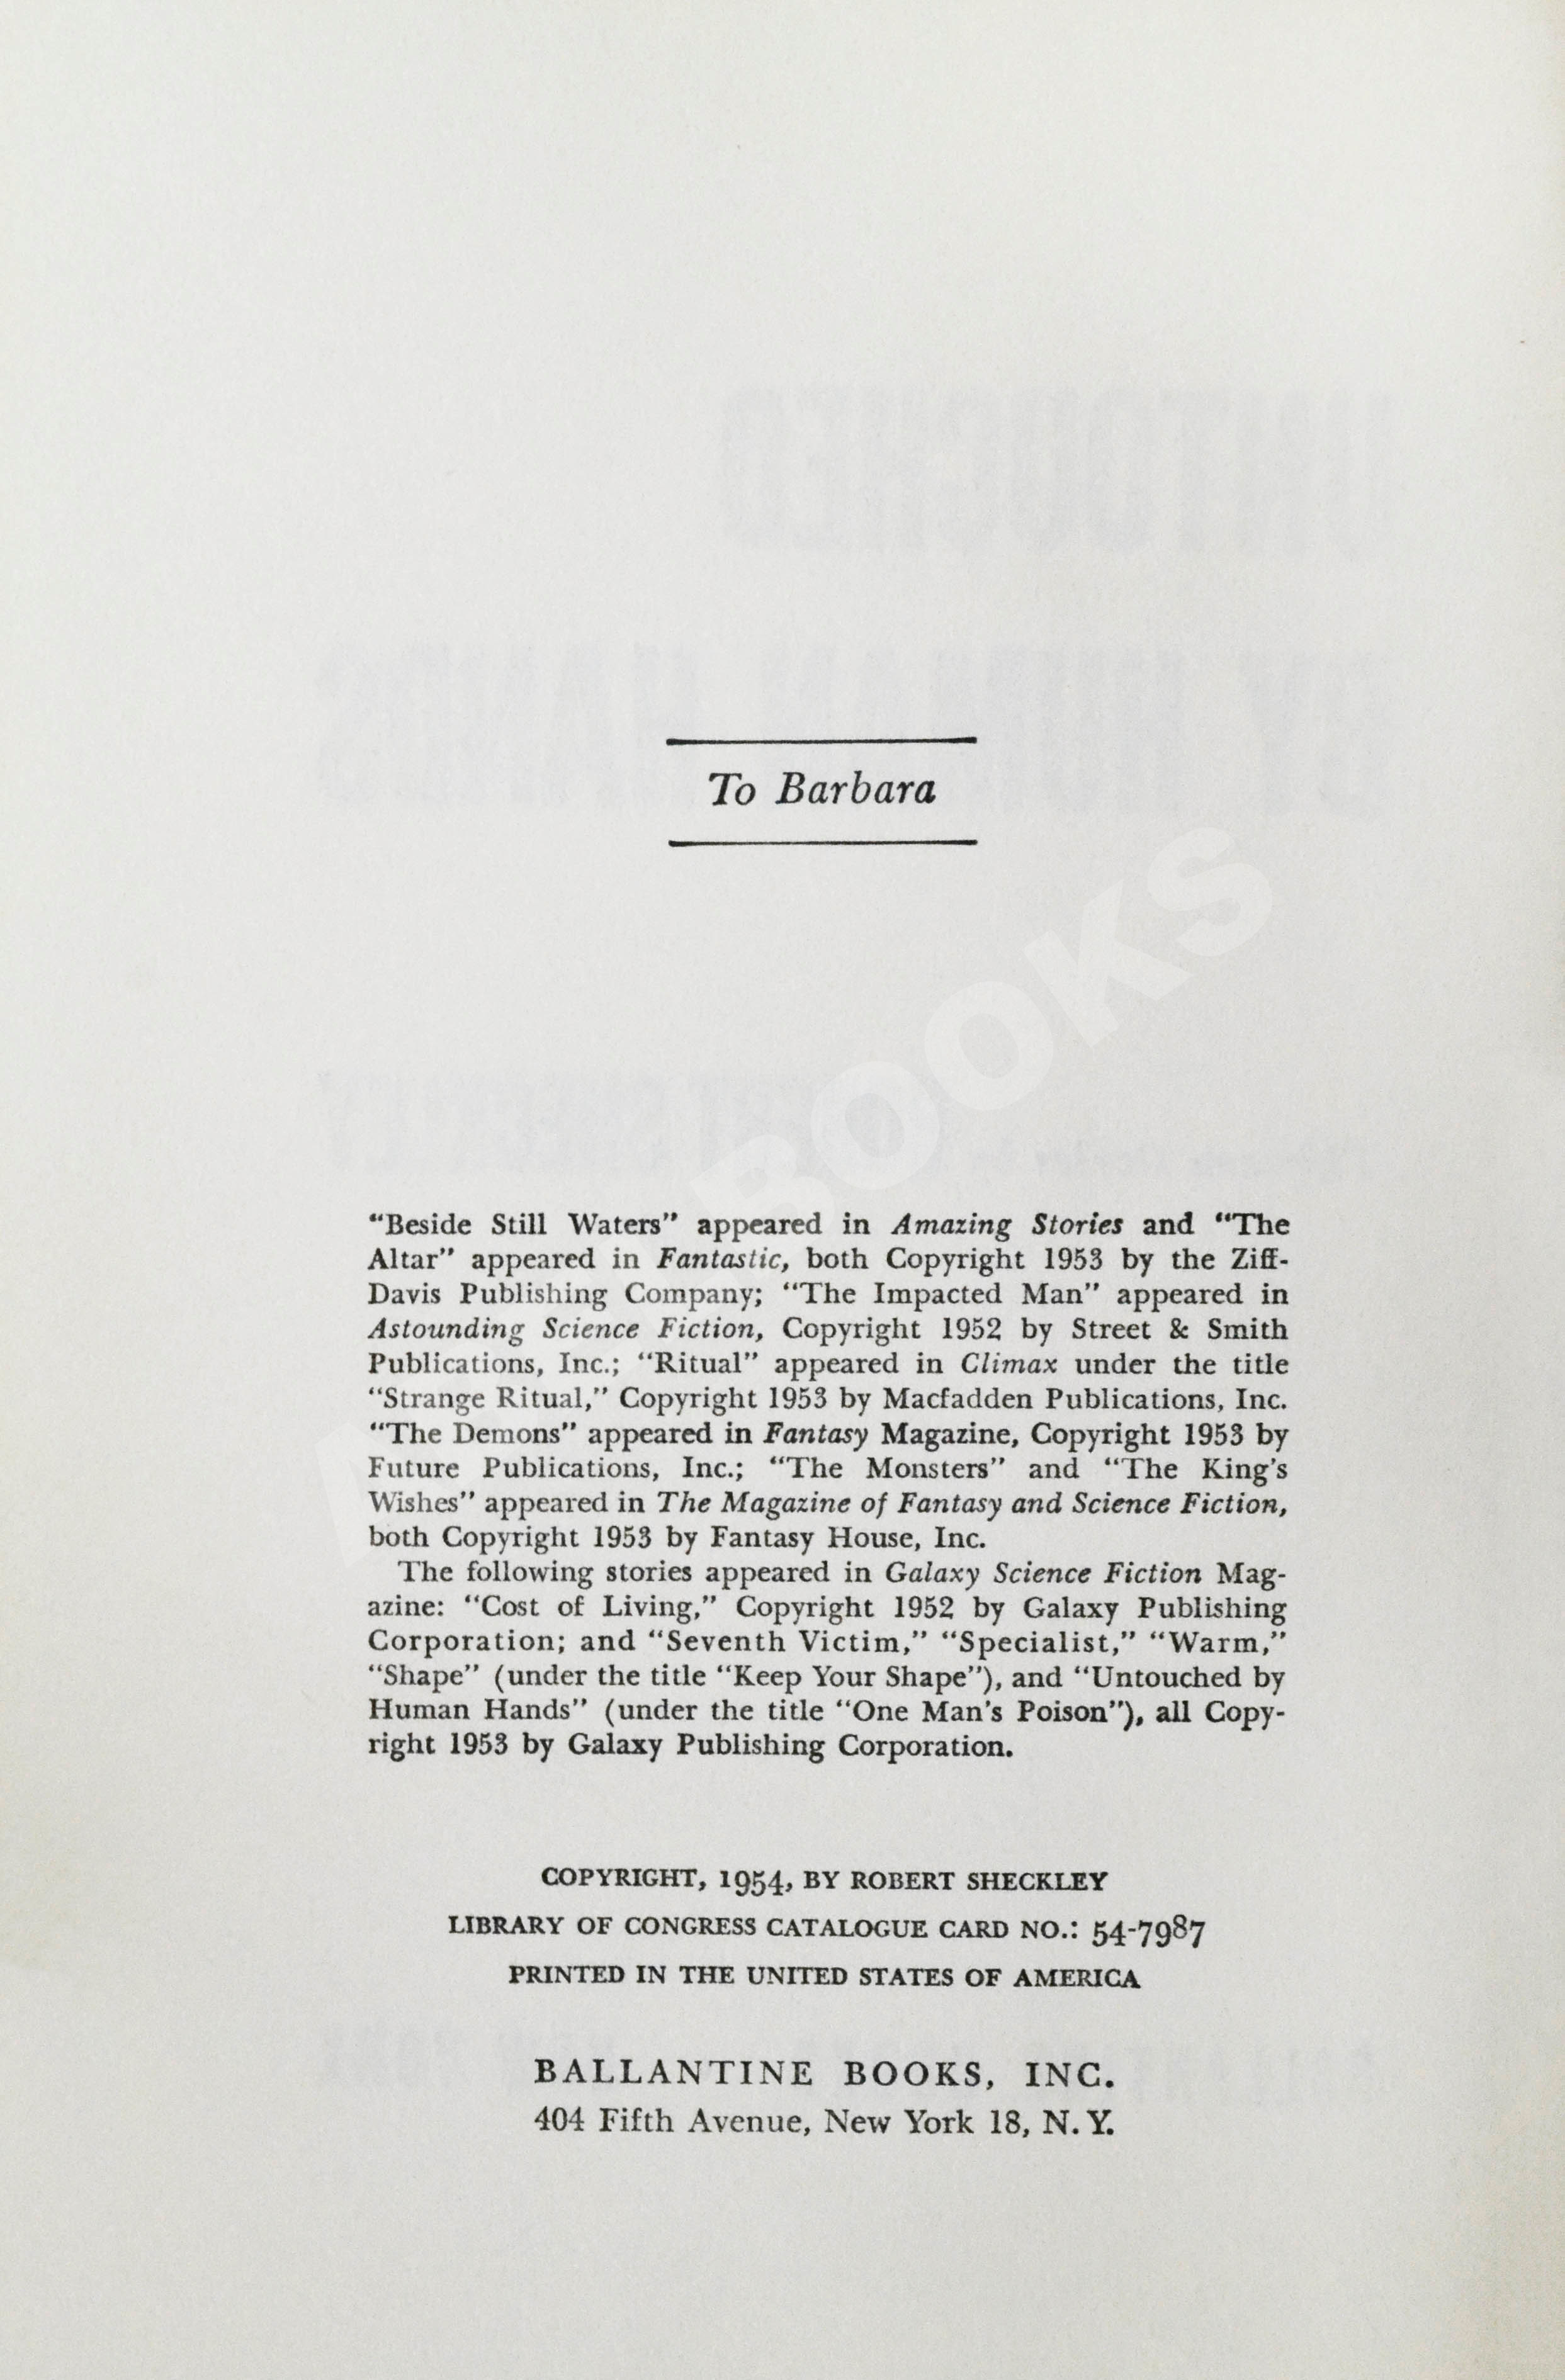 To Barbara
“Beside Still Waters” appeared in Amazing Stories and “The
Altar” appeared in Fantastic, both Copyright 1953 by the Ziff-
Davis Publishing Company; “The Impacted Man” appeared in
Astounding Science Fiction, Copyright 1952 by Street & Smith
Publications, Inc.; “Ritual” appeared in Climax under the title
“Strange Ritual,” Copyright 1953 by Macfadden Publications, Inc.
“The Demons” appeared in Fantasy Magazine, Copyright 1953 by
Future Publications, Inc.; “The Monsters” and “The King’s
Wishes” appeared in The Magazine of Fantasy and Science Fiction,
both Copyright 1953 by Fantasy House, Inc.
The following stories appeared in Galaxy Science Fiction Mag-
azine: “Cost of Living,” Copyright 1952 by Galaxy Publishing
Corporation; and “Seventh Victim,” “Specialist,” “Warm,”
“Shape” (under the title “Keep Your Shape”), and “Untouched by
Human Hands” (under the title “One Man’s Poison”), all Copy-
right 1953 by Galaxy Publishing Corporation.
COPYRIGHT, 1954, BY ROBERT SHECKLEY
LIBRARY OF CONGRESS CATALOGUE CARD NO.: 54-7987
PRINTED IN THE UNITED STATES OF AMERICA
BALLANTINE BOOKS, INC.
404 Fifth Avenue, New York 18, N. Y.
BOOKS